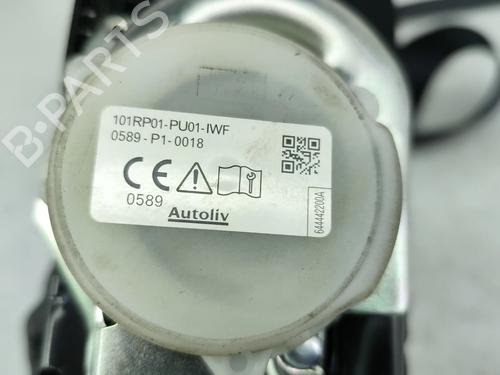 B-PARTS
101RP01-PU01-IWF
0589-P1-0018
CE
0589
Autoliv
644442200A